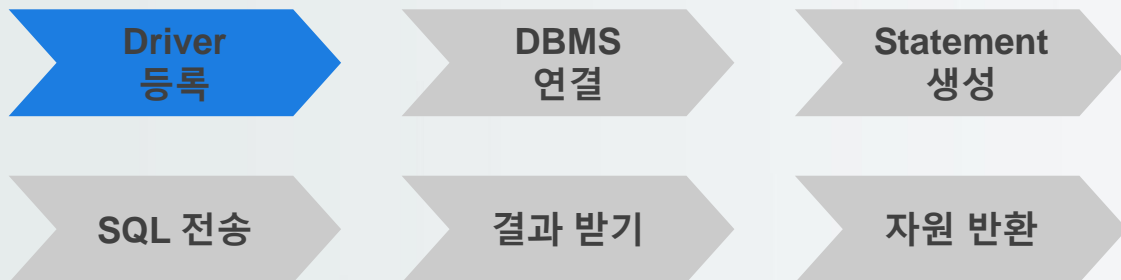 Driver
등록
DBMS
연결
Statement
생성
SQL 전송
결과 받기
자원 반환